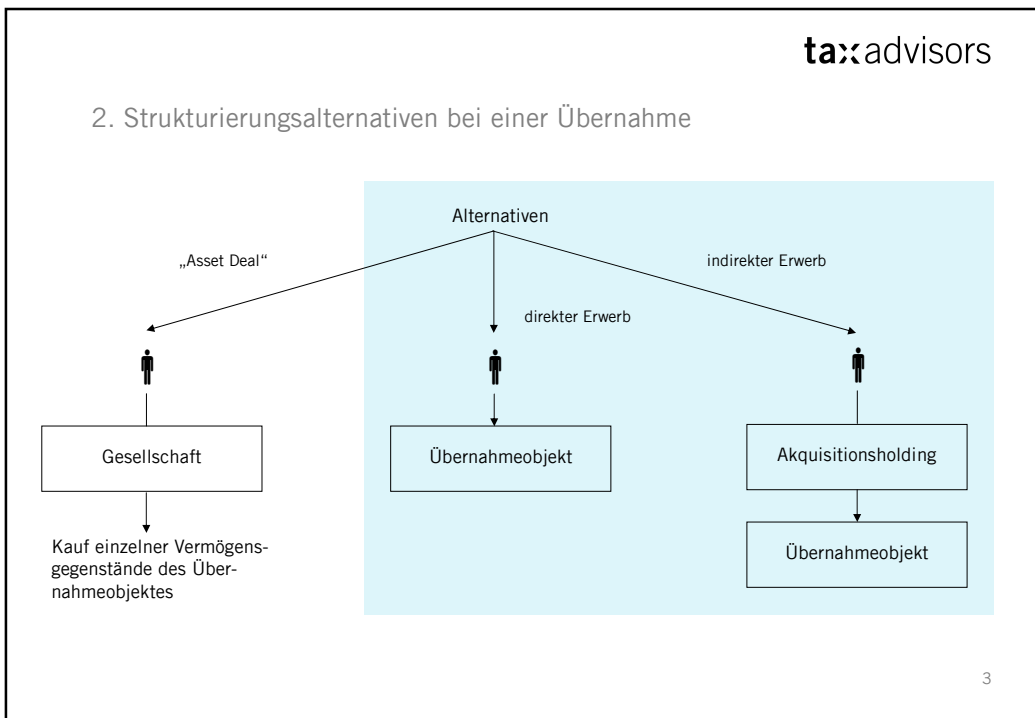 taxadvisors
2. Strukturierungsalternativen bei einer Übernahme
Alternativen
„Asset Deal“
indirekter Erwerb
direkter Erwerb
Gesellschaft
Übernahmeobjekt
Akquisitionsholding
Kauf einzelner Vermögens-
gegenstände des Über-
nahmeobjektes
Übernahmeobjekt
3